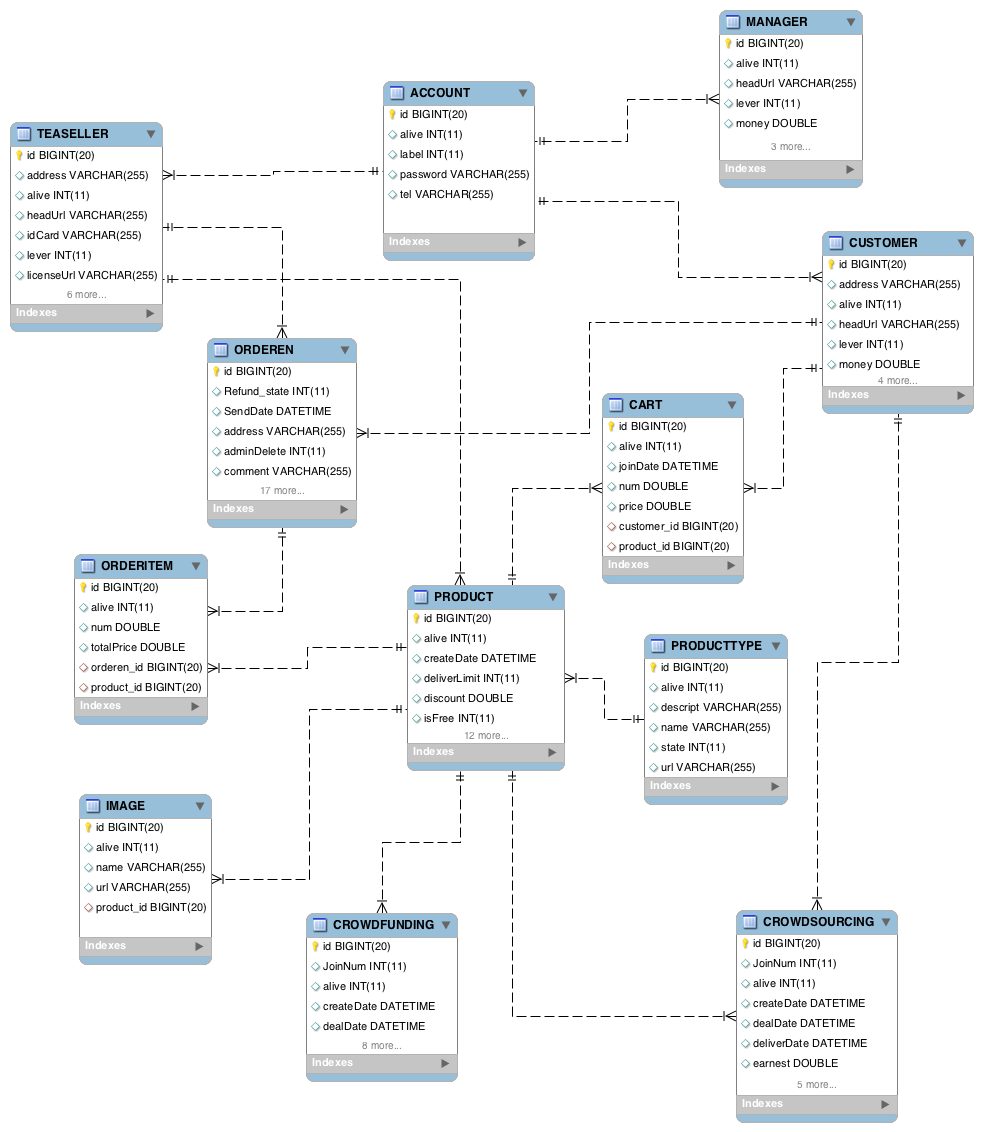 MANAGER
id BIGINT(20)
alive INT(11)
headUrl VARCHAR(255)
lever INT(11)
money DOUBLE
3 more...
Indexes
ACCOUNT
id BIGINT(20)
alive INT(11)
label INT(11)
password VARCHAR(255)
tel VARCHAR(255)
Indexes
TEASELLER
id BIGINT(20)
address VARCHAR(255)
alive INT(11)
headUrl VARCHAR(255)
idCard VARCHAR(255)
lever INT(11)
licenseUrl VARCHAR(255)
6 more...
Indexes
CUSTOMER
id BIGINT(20)
address VARCHAR(255)
alive INT(11)
headUrl VARCHAR(255)
lever INT(11)
money DOUBLE
4 more...
Indexes
ORDEREN
id BIGINT(20)
Refund_state INT(11)
SendDate DATETIME
address VARCHAR(255)
adminDelete INT(11)
comment VARCHAR(255)
17 more...
Indexes
CART
id BIGINT(20)
alive INT(11)
joinDate DATETIME
num DOUBLE
price DOUBLE
customer_id BIGINT(20)
product_id BIGINT(20)
Indexes
ORDERITEM
id BIGINT(20)
alive INT(11)
num DOUBLE
totalPrice DOUBLE
orderen_id BIGINT(20)
product_id BIGINT(20)
Indexes
PRODUCT
id BIGINT(20)
alive INT(11)
createDate DATETIME
deliverLimit INT(11)
discount DOUBLE
isFree INT(11)
12 more...
Indexes
PRODUCTTYPE
id BIGINT(20)
alive INT(11)
descript VARCHAR(255)
name VARCHAR(255)
state INT(11)
url VARCHAR(255)
Indexes
IMAGE
id BIGINT(20)
alive INT(11)
name VARCHAR(255)
url VARCHAR(255)
product_id BIGINT(20)
Indexes
CROWDFUNDING
id BIGINT(20)
JoinNum INT(11)
alive INT(11)
createDate DATETIME
dealDate DATETIME
8 more...
Indexes
CROWDSOURCING
id BIGINT(20)
JoinNum INT(11)
alive INT(11)
createDate DATETIME
dealDate DATETIME
deliverDate DATETIME
earnest DOUBLE
5 more...
Indexes